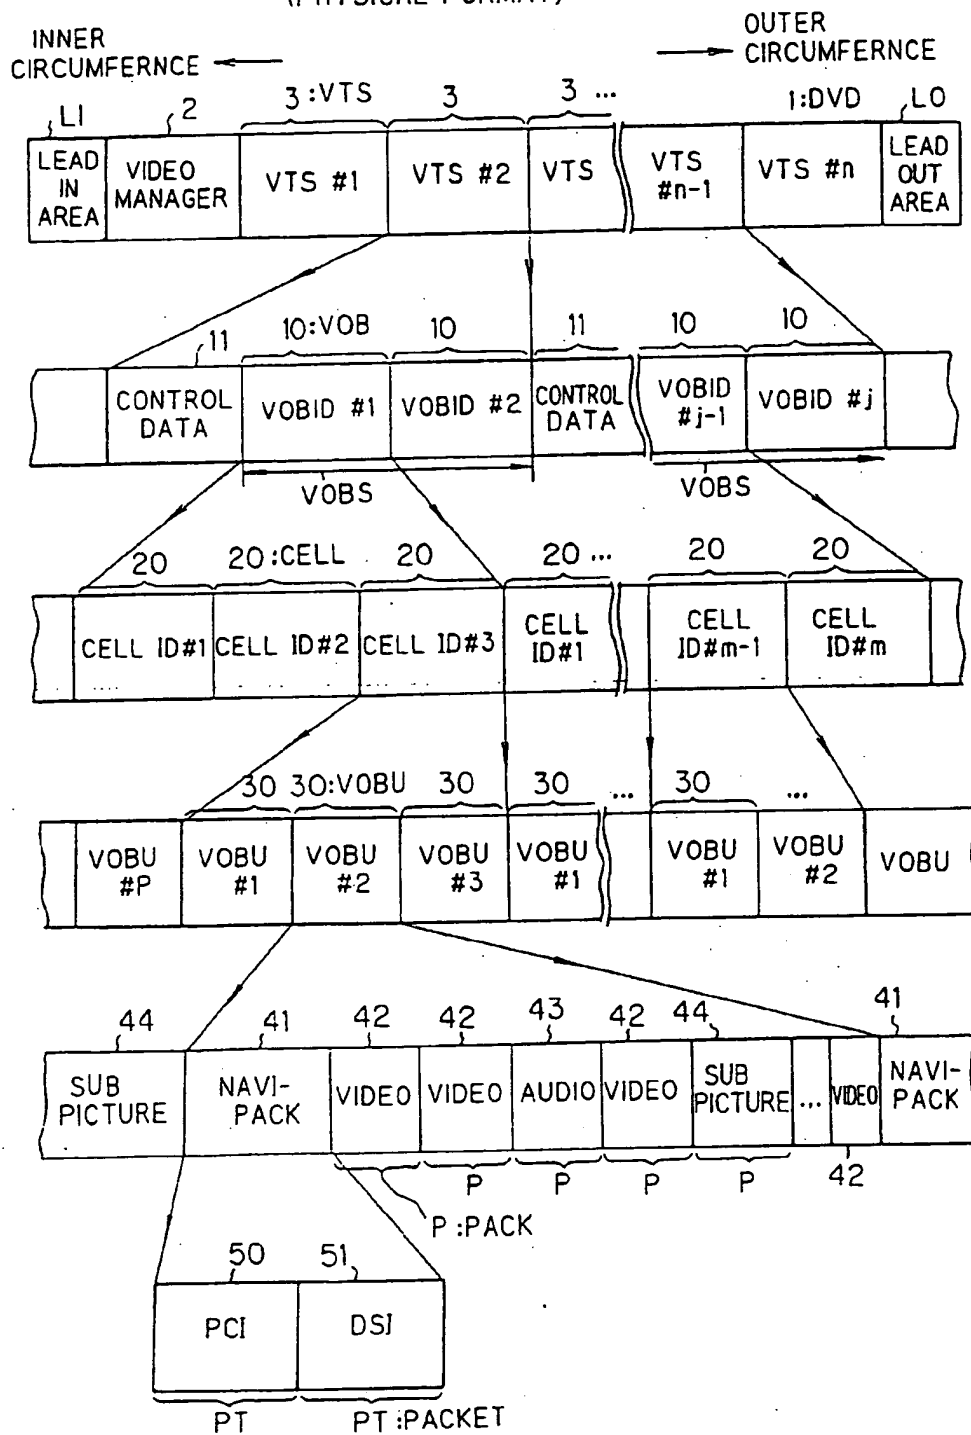 (PHYSICAL FORMAT)
INNER
CIRCUMFERNCE
OUTER
CIRCUMFERNCE
LI 2 3:VTS 3 3 ... 1:DVD LO
LEAD
IN
AREA
VIDEO
MANAGER
VTS #1
VTS #2
VTS
VTS
#n-1
VTS #n
LEAD
OUT
AREA
11 10:VOB 10 11 10 10
CONTROL
DATA
VOBID #1
VOBID #2
CONTROL
DATA
VOBID
#j-1
VOBID #j
VOBS
VOBS
20 20:CELL 20 20 ... 20 20
CELL ID#1
CELL ID#2
CELL ID#3
CELL
ID#1
CELL
ID#m-1
CELL
ID#m
30 30:VOBU 30 30 ... 30 ...
VOBU
#P
VOBU
#1
VOBU
#2
VOBU
#3
VOBU
#1
VOBU
#1
VOBU
#2
VOBU
44 41 42 42 43 42 44 41
SUB
PICTURE
NAVI-
PACK
VIDEO
VIDEO
AUDIO
VIDEO
SUB
PICTURE
...
VIDEO
NAVI-
PACK
P P P P 42
P:PACK
50 51
PCI
DSI
PT PT:PACKET